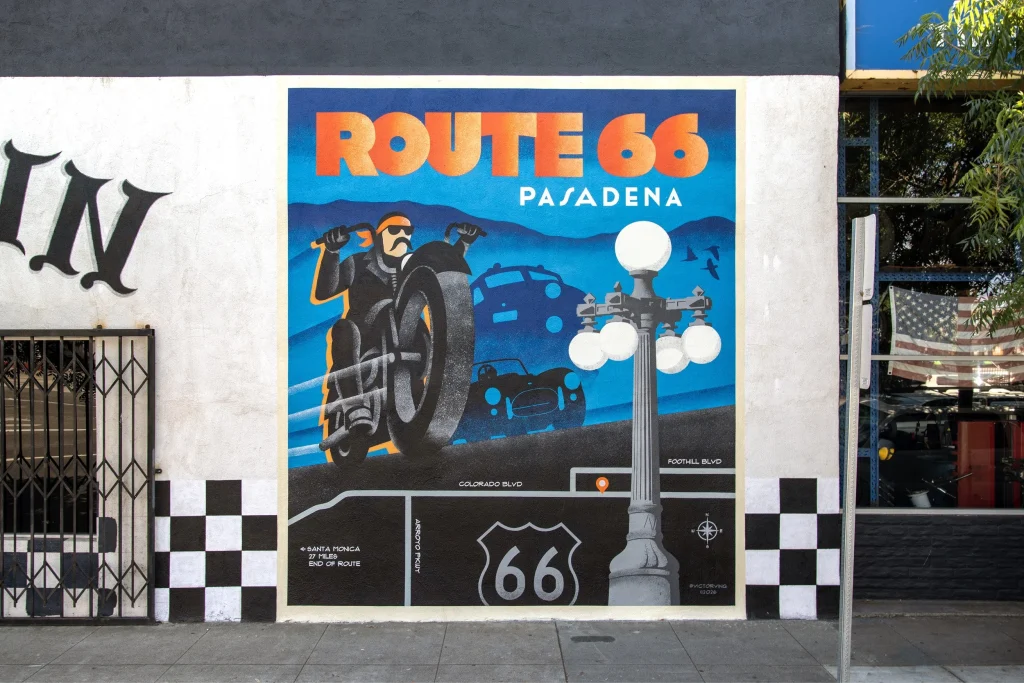 IN
ROUTE 66
PASADENA
FOOTHILL BLVD
COLORADO BLVD
ARROYO PKWY
←SANTA MONICA
27 MILES
END OF ROUTE
66
N